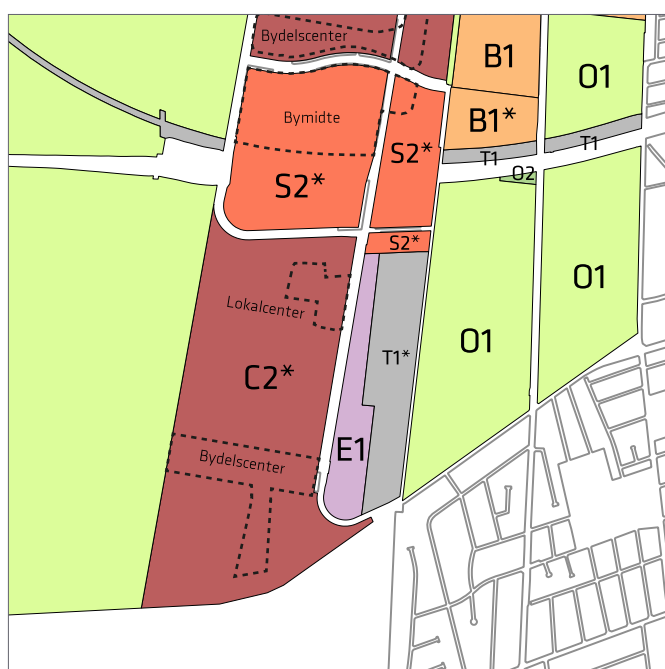 Bydelscenter
B1
O1
Bymidte
B1*
S2*
T1
T1
O2
S2*
S2*
O1
Lokalcenter
O1
T1*
C2*
E1
Bydelscenter